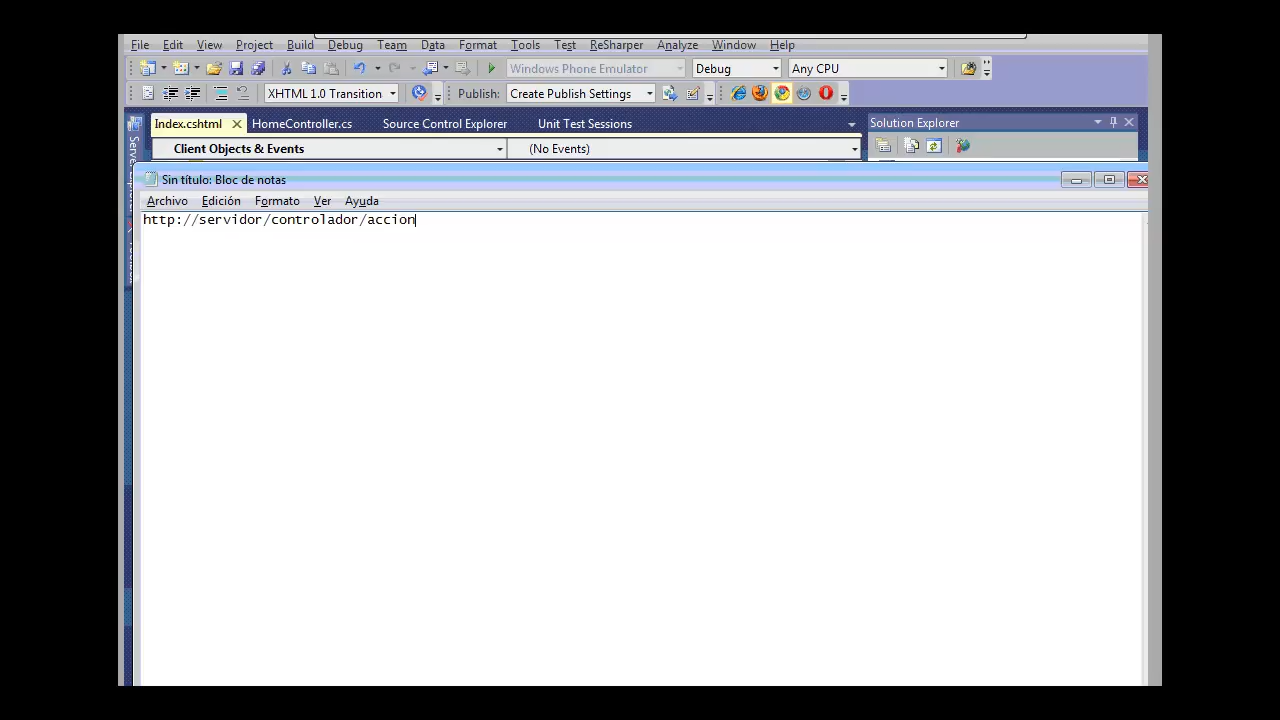 File Edit View Project Build Debug Team Data Format Tools Test ReSharper Analyze Window Help
Windows Phone Emulator Debug Any CPU
XHTML 1.0 Transition Publish: Create Publish Settings
Index.cshtml HomeController.cs Source Control Explorer Unit Test Sessions Solution Explorer
Client Objects & Events (No Events)
Sin título: Bloc de notas
Archivo Edición Formato Ver Ayuda
http://servidor/controlador/accion